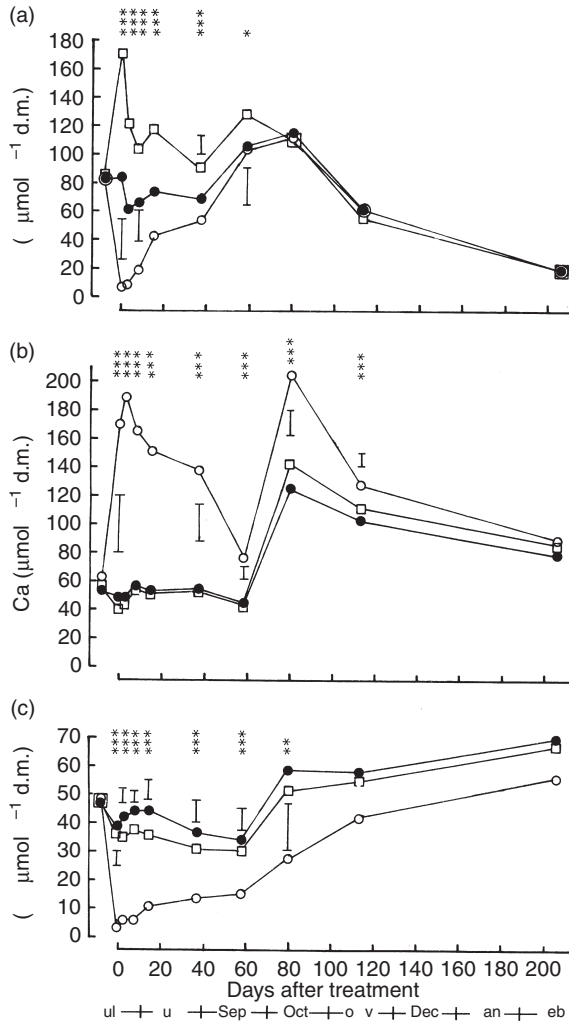 (a)
*** *** *** *** *** *
180
160
140
120
100
80
60
40
20
0
( μmol −1 d.m.)
(b)
*** *** *** *** *** *** *** ***
200
180
160
140
120
100
80
60
40
20
0
Ca (μmol −1 d.m.)
(c)
*** *** *** *** *** *** **
70
60
50
40
30
20
10
0
( μmol −1 d.m.)
0 20 40 60 80 100 120 140 160 180 200
Days after treatment
ul u Sep Oct o v Dec an eb